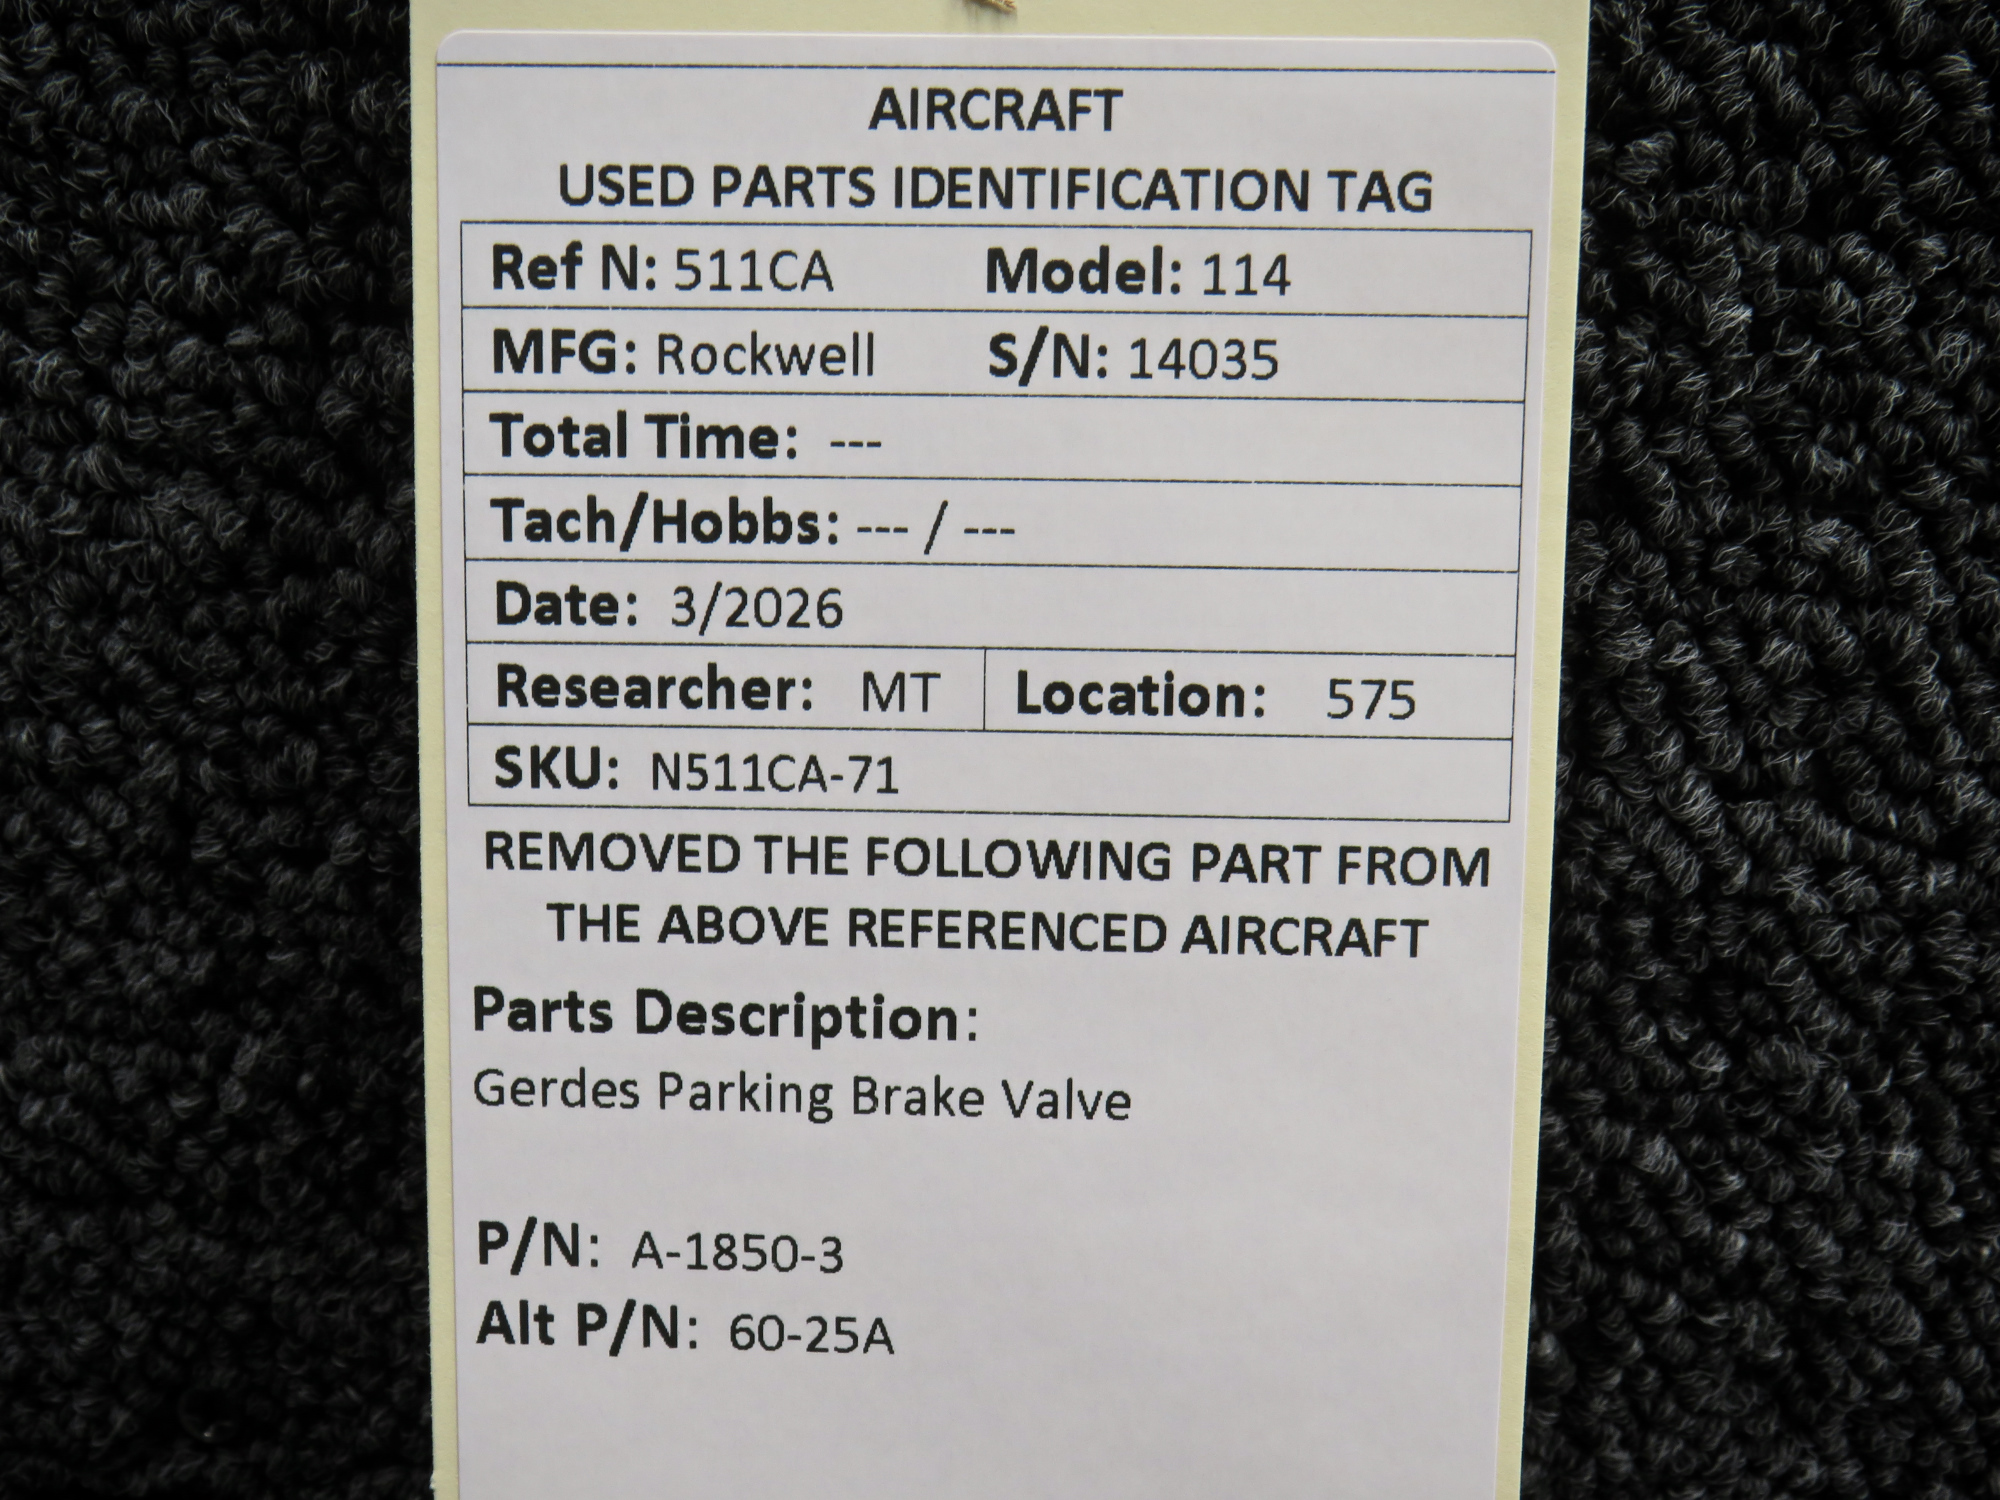 AIRCRAFT
USED PARTS IDENTIFICATION TAG
Ref N: 511CA Model: 114
MFG: Rockwell S/N: 14035
Total Time: ---
Tach/Hobbs: --- / ---
Date: 3/2026
Researcher: MT Location: 575
SKU: N511CA-71
REMOVED THE FOLLOWING PART FROM
THE ABOVE REFERENCED AIRCRAFT
Parts Description:
Gerdes Parking Brake Valve
P/N: A-1850-3
Alt P/N: 60-25A